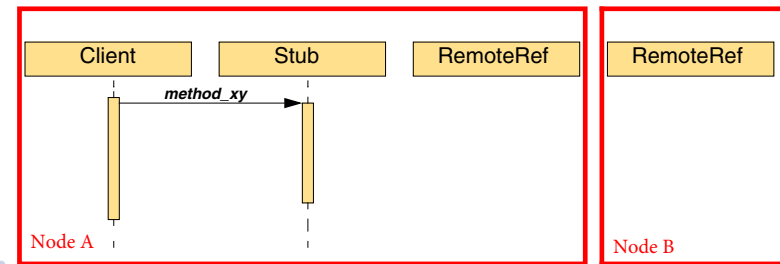 Client
Stub
RemoteRef
RemoteRef
method_xy
Node A
Node B